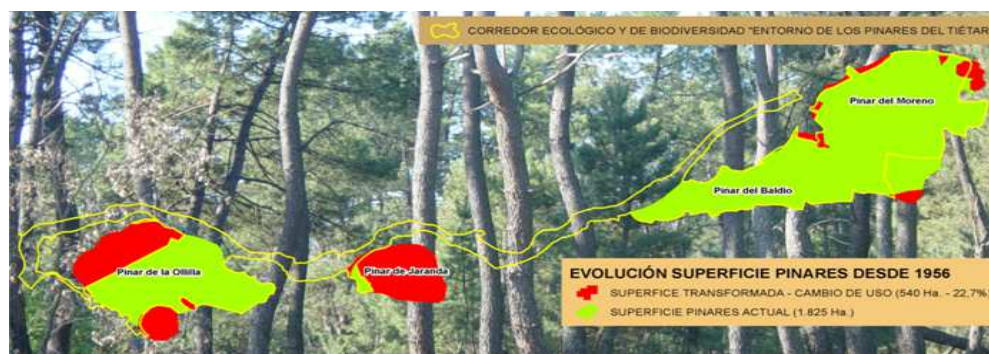 CORREDOR ECOLÓGICO Y DE BIODIVERSIDAD "ENTORNO DE LOS PINARES DEL TIÉTAR
Pinar del Moreno
Pinar del Baldio
Pinar de la Ollilla
Pinar de Jaranda
EVOLUCIÓN SUPERFICIE PINARES DESDE 1956
SUPERFICE TRANSFORMADA - CAMBIO DE USO (540 Ha. - 22,7%)
SUPERFICIE PINARES ACTUAL (1.825 Ha.)